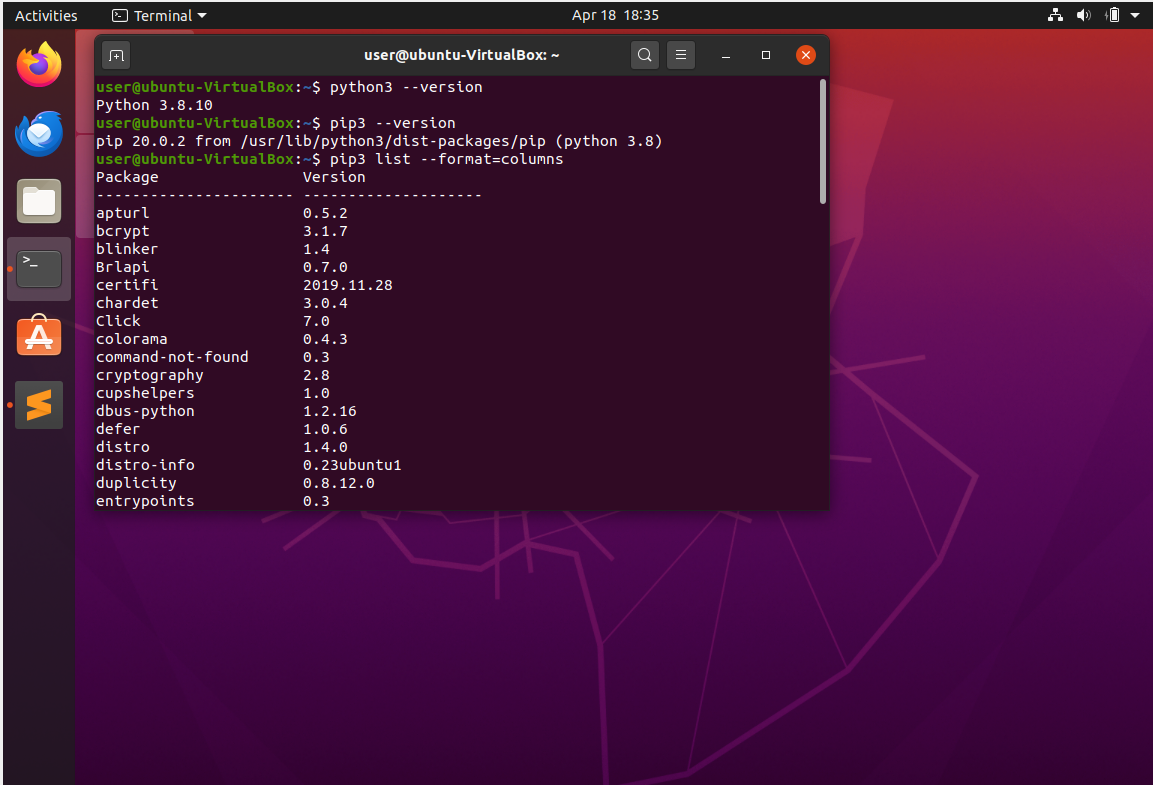 Activities Terminal Apr 18 18:35
user@ubuntu-VirtualBox: ~
user@ubuntu-VirtualBox:~$ python3 --version
Python 3.8.10
user@ubuntu-VirtualBox:~$ pip3 --version
pip 20.0.2 from /usr/lib/python3/dist-packages/pip (python 3.8)
user@ubuntu-VirtualBox:~$ pip3 list --format=columns
Package Version
---------------------- --------------------
apturl 0.5.2
bcrypt 3.1.7
blinker 1.4
Brlapi 0.7.0
certifi 2019.11.28
chardet 3.0.4
Click 7.0
colorama 0.4.3
command-not-found 0.3
cryptography 2.8
cupshelpers 1.0
dbus-python 1.2.16
defer 1.0.6
distro 1.4.0
distro-info 0.23ubuntu1
duplicity 0.8.12.0
entrypoints 0.3